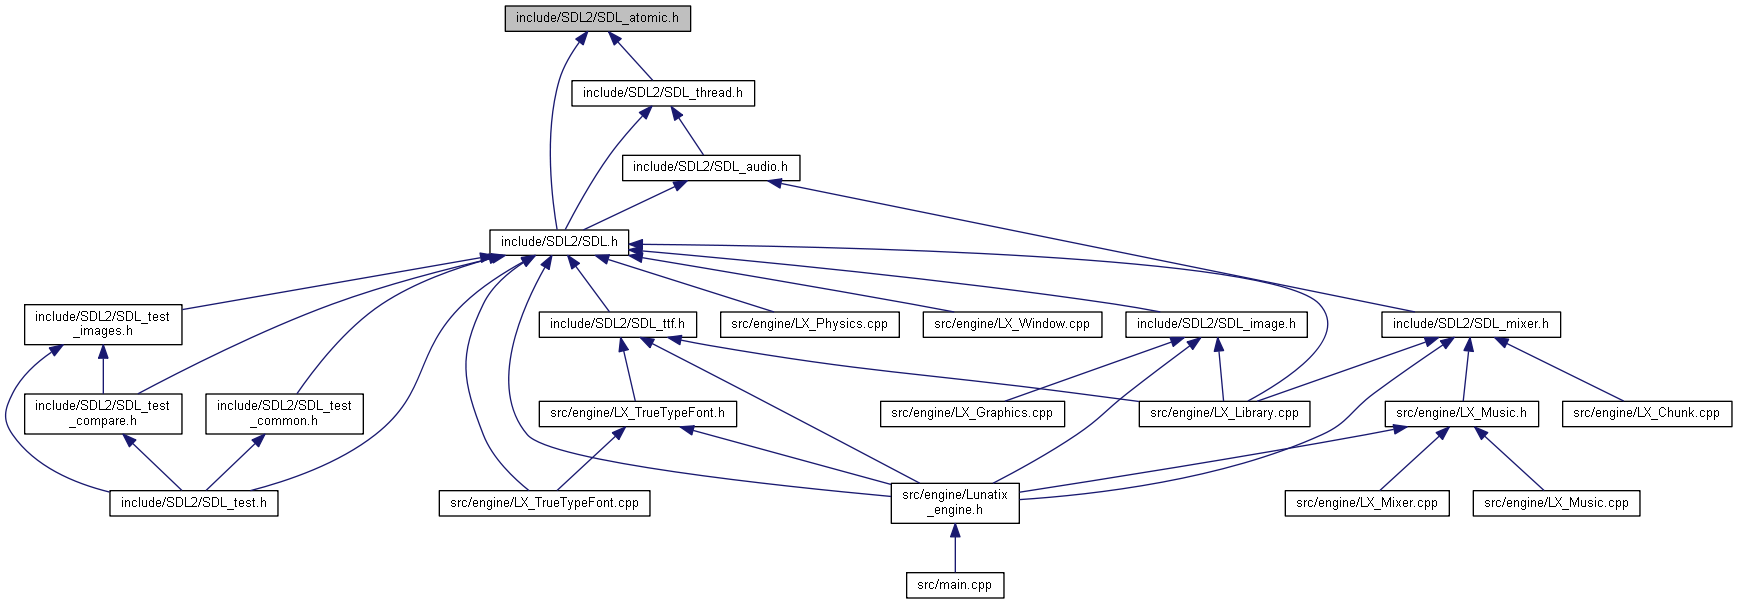 include/SDL2/SDL_atomic.h
include/SDL2/SDL_thread.h
include/SDL2/SDL_audio.h
include/SDL2/SDL.h
include/SDL2/SDL_test
_images.h
include/SDL2/SDL_ttf.h
src/engine/LX_Physics.cpp
src/engine/LX_Window.cpp
include/SDL2/SDL_image.h
include/SDL2/SDL_mixer.h
include/SDL2/SDL_test
_compare.h
include/SDL2/SDL_test
_common.h
src/engine/LX_TrueTypeFont.h
src/engine/LX_Graphics.cpp
src/engine/LX_Library.cpp
src/engine/LX_Music.h
src/engine/LX_Chunk.cpp
include/SDL2/SDL_test.h
src/engine/LX_TrueTypeFont.cpp
src/engine/Lunatix
_engine.h
src/engine/LX_Mixer.cpp
src/engine/LX_Music.cpp
src/main.cpp